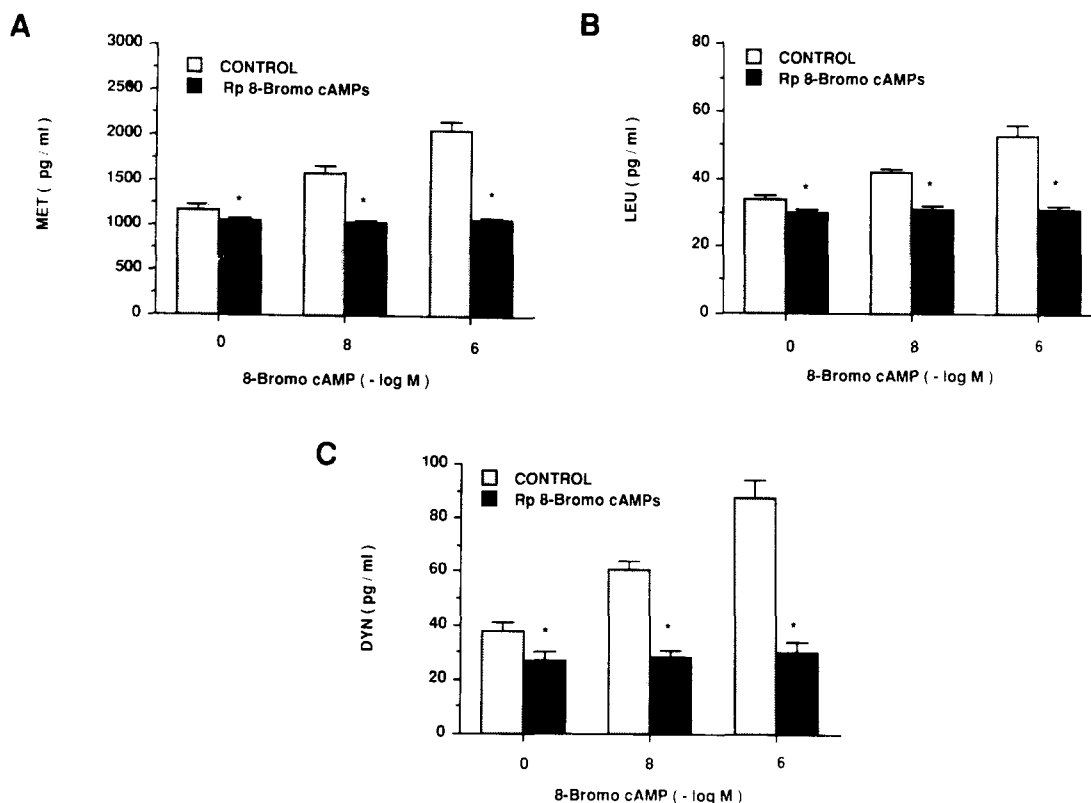 A
3000
2500
2000
1500
1000
500
0
MET ( pg / ml )
CONTROL
Rp 8-Bromo cAMPs
*
*
*
0
8
6
8-Bromo cAMP ( - log M )
B
80
60
40
20
0
LEU ( pg / ml )
CONTROL
Rp 8-Bromo cAMPs
*
*
*
0
8
6
8-Bromo cAMP ( - log M )
C
100
80
60
40
20
0
DYN ( pg / ml )
CONTROL
Rp 8-Bromo cAMPs
*
*
*
0
8
6
8-Bromo cAMP ( - log M )